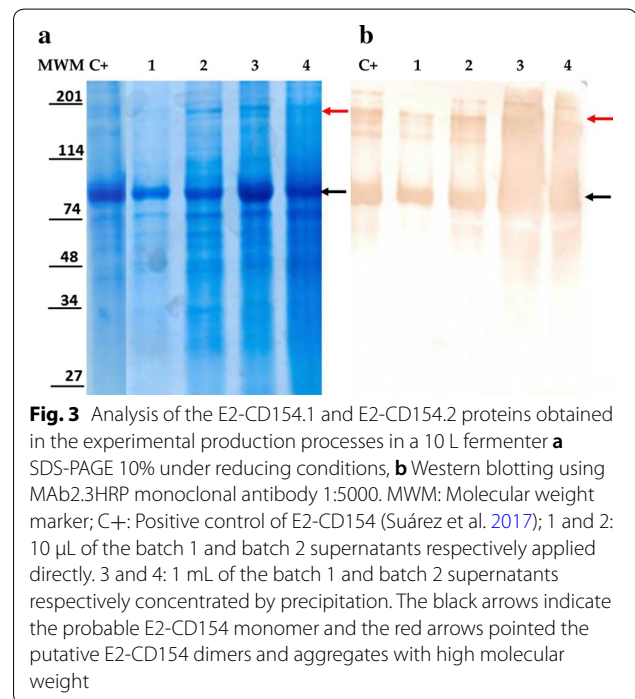 a
b
MWM C+ 1 2 3 4
C+ 1 2 3 4
201
114
74
48
34
27
Fig. 3 Analysis of the E2-CD154.1 and E2-CD154.2 proteins obtained
in the experimental production processes in a 10 L fermenter a
SDS-PAGE 10% under reducing conditions, b Western blotting using
MAb2.3HRP monoclonal antibody 1:5000. MWM: Molecular weight
marker; C+: Positive control of E2-CD154 (Suárez et al. 2017); 1 and 2:
10 µL of the batch 1 and batch 2 supernatants respectively applied
directly. 3 and 4: 1 mL of the batch 1 and batch 2 supernatants
respectively concentrated by precipitation. The black arrows indicate
the probable E2-CD154 monomer and the red arrows pointed the
putative E2-CD154 dimers and aggregates with high molecular
weight